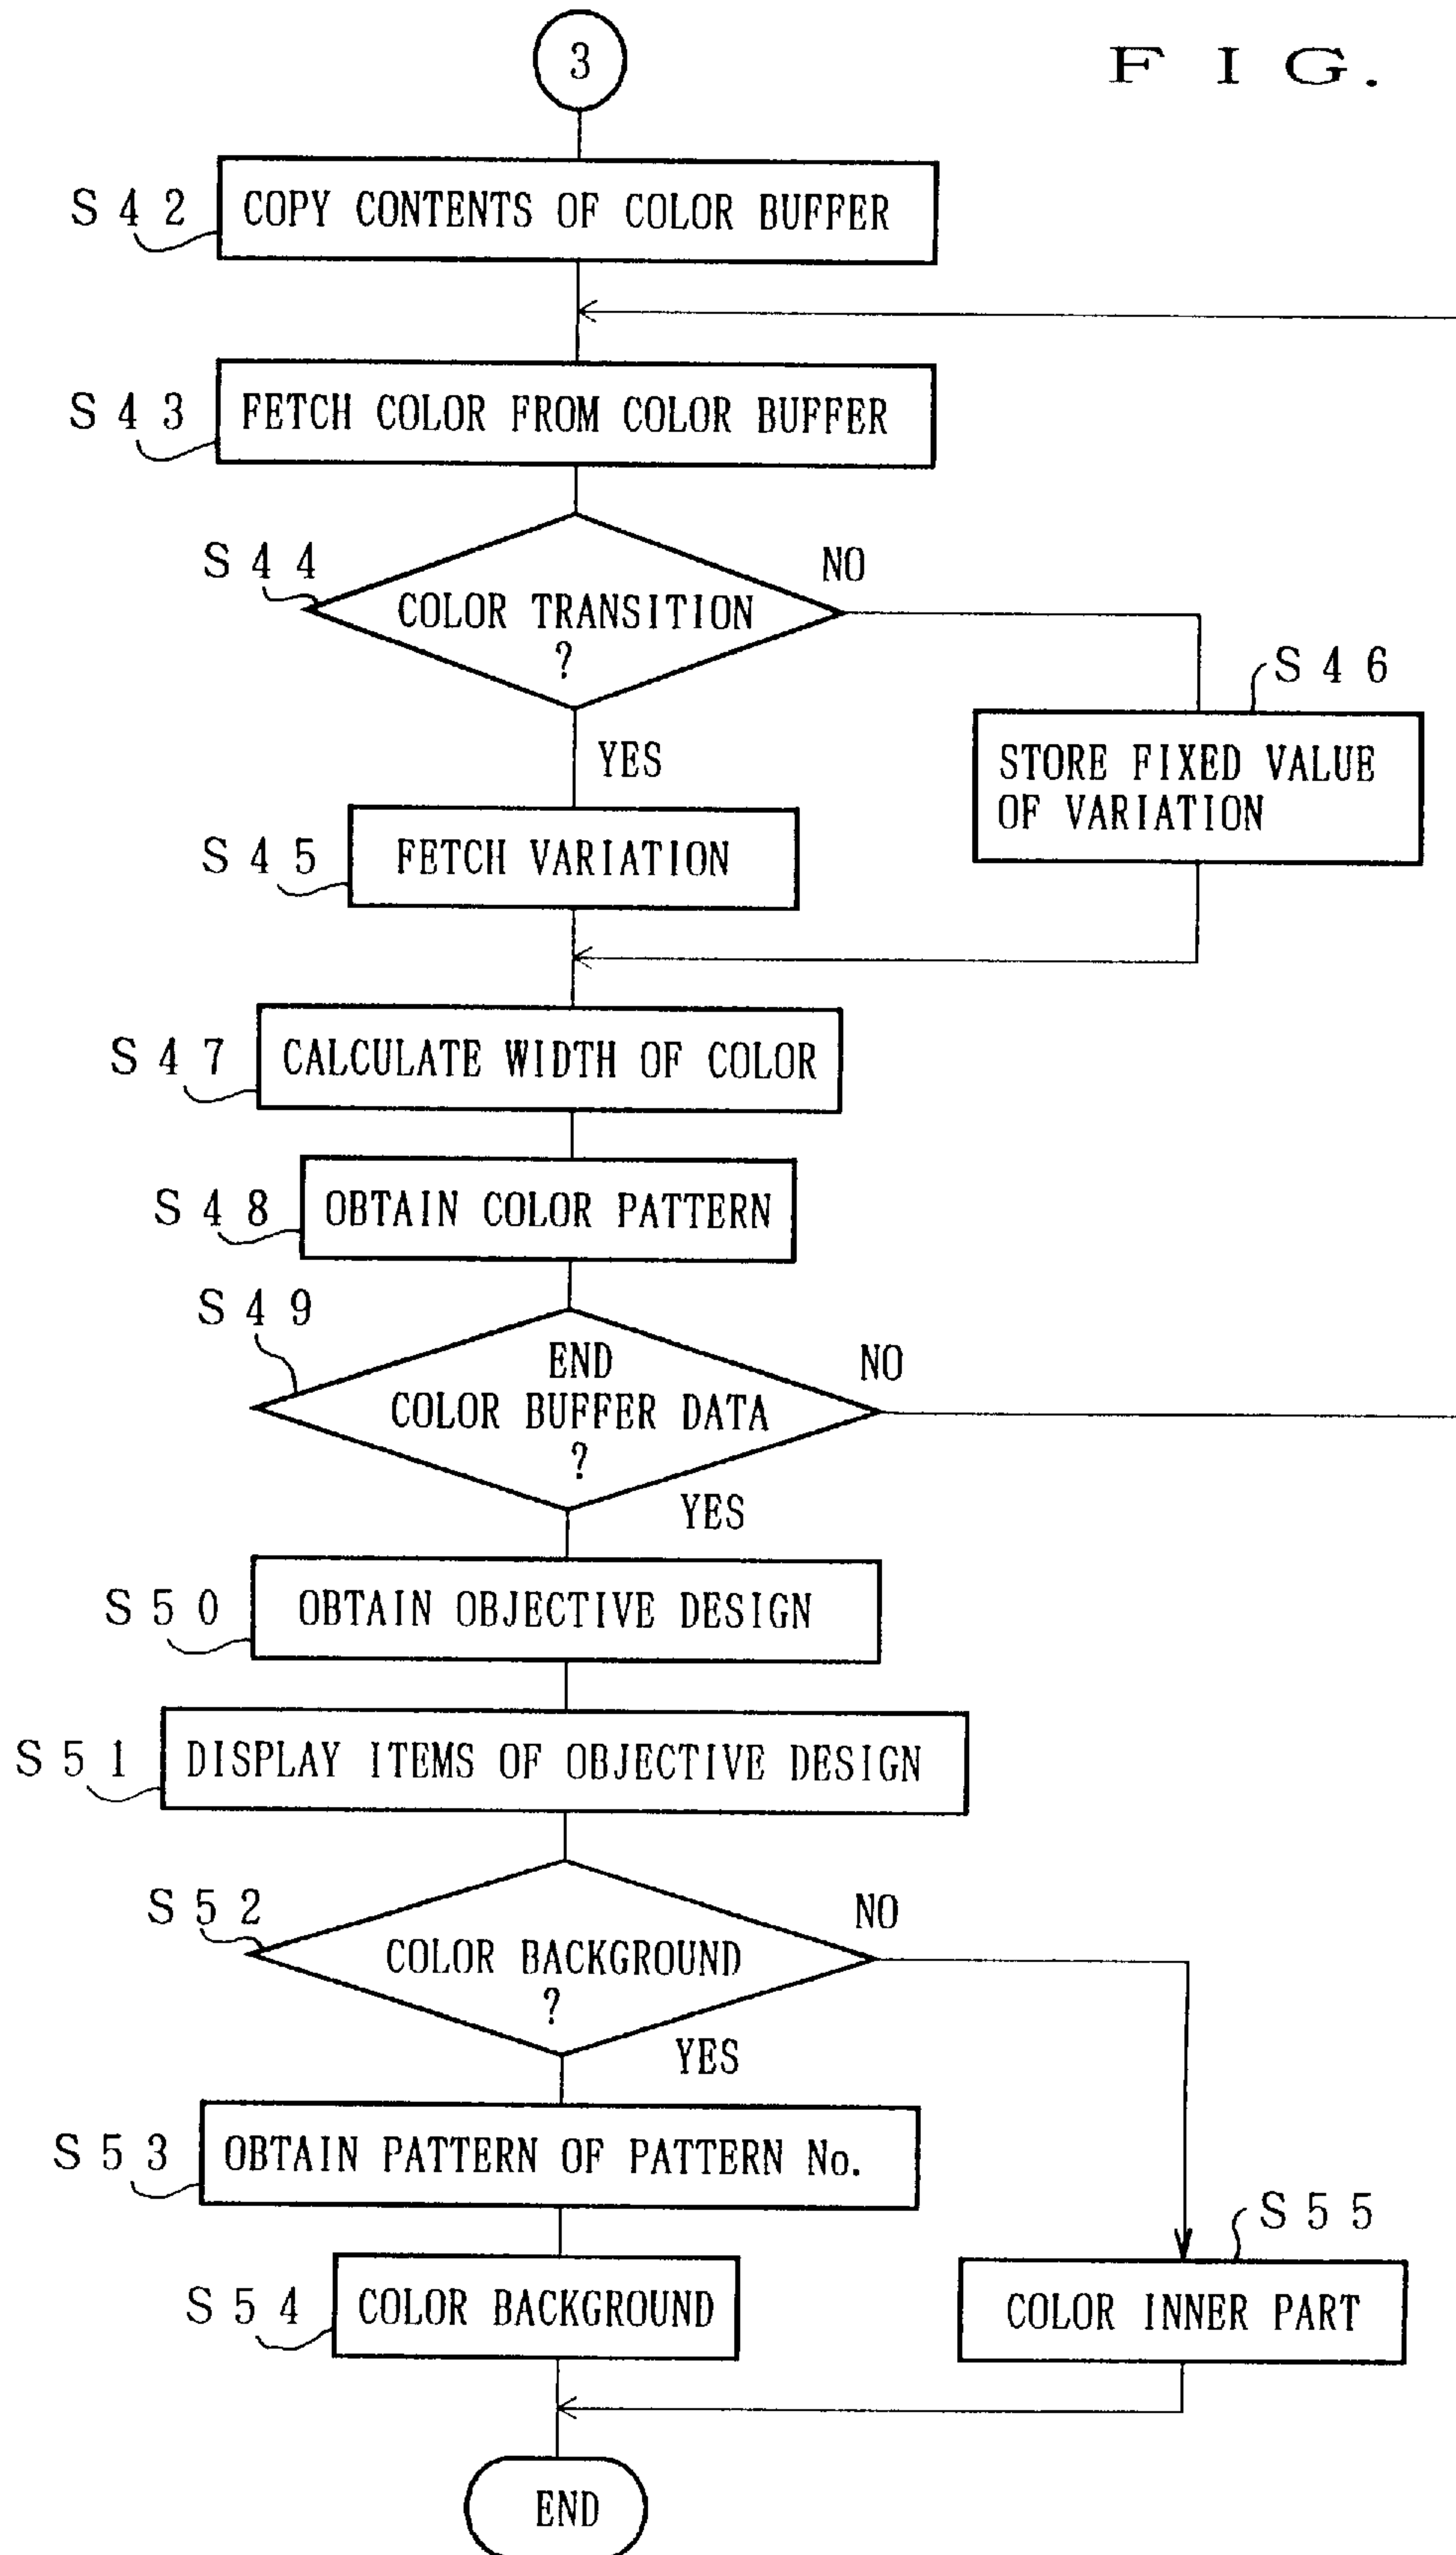 3
F I G.
S 4 2
COPY CONTENTS OF COLOR BUFFER
S 4 3
FETCH COLOR FROM COLOR BUFFER
S 4 4
COLOR TRANSITION
?
NO
YES
S 4 6
STORE FIXED VALUE
OF VARIATION
S 4 5
FETCH VARIATION
S 4 7
CALCULATE WIDTH OF COLOR
S 4 8
OBTAIN COLOR PATTERN
S 4 9
END
COLOR BUFFER DATA
?
NO
YES
S 5 0
OBTAIN OBJECTIVE DESIGN
S 5 1
DISPLAY ITEMS OF OBJECTIVE DESIGN
S 5 2
COLOR BACKGROUND
?
NO
YES
S 5 3
OBTAIN PATTERN OF PATTERN No.
S 5 4
COLOR BACKGROUND
S 5 5
COLOR INNER PART
END